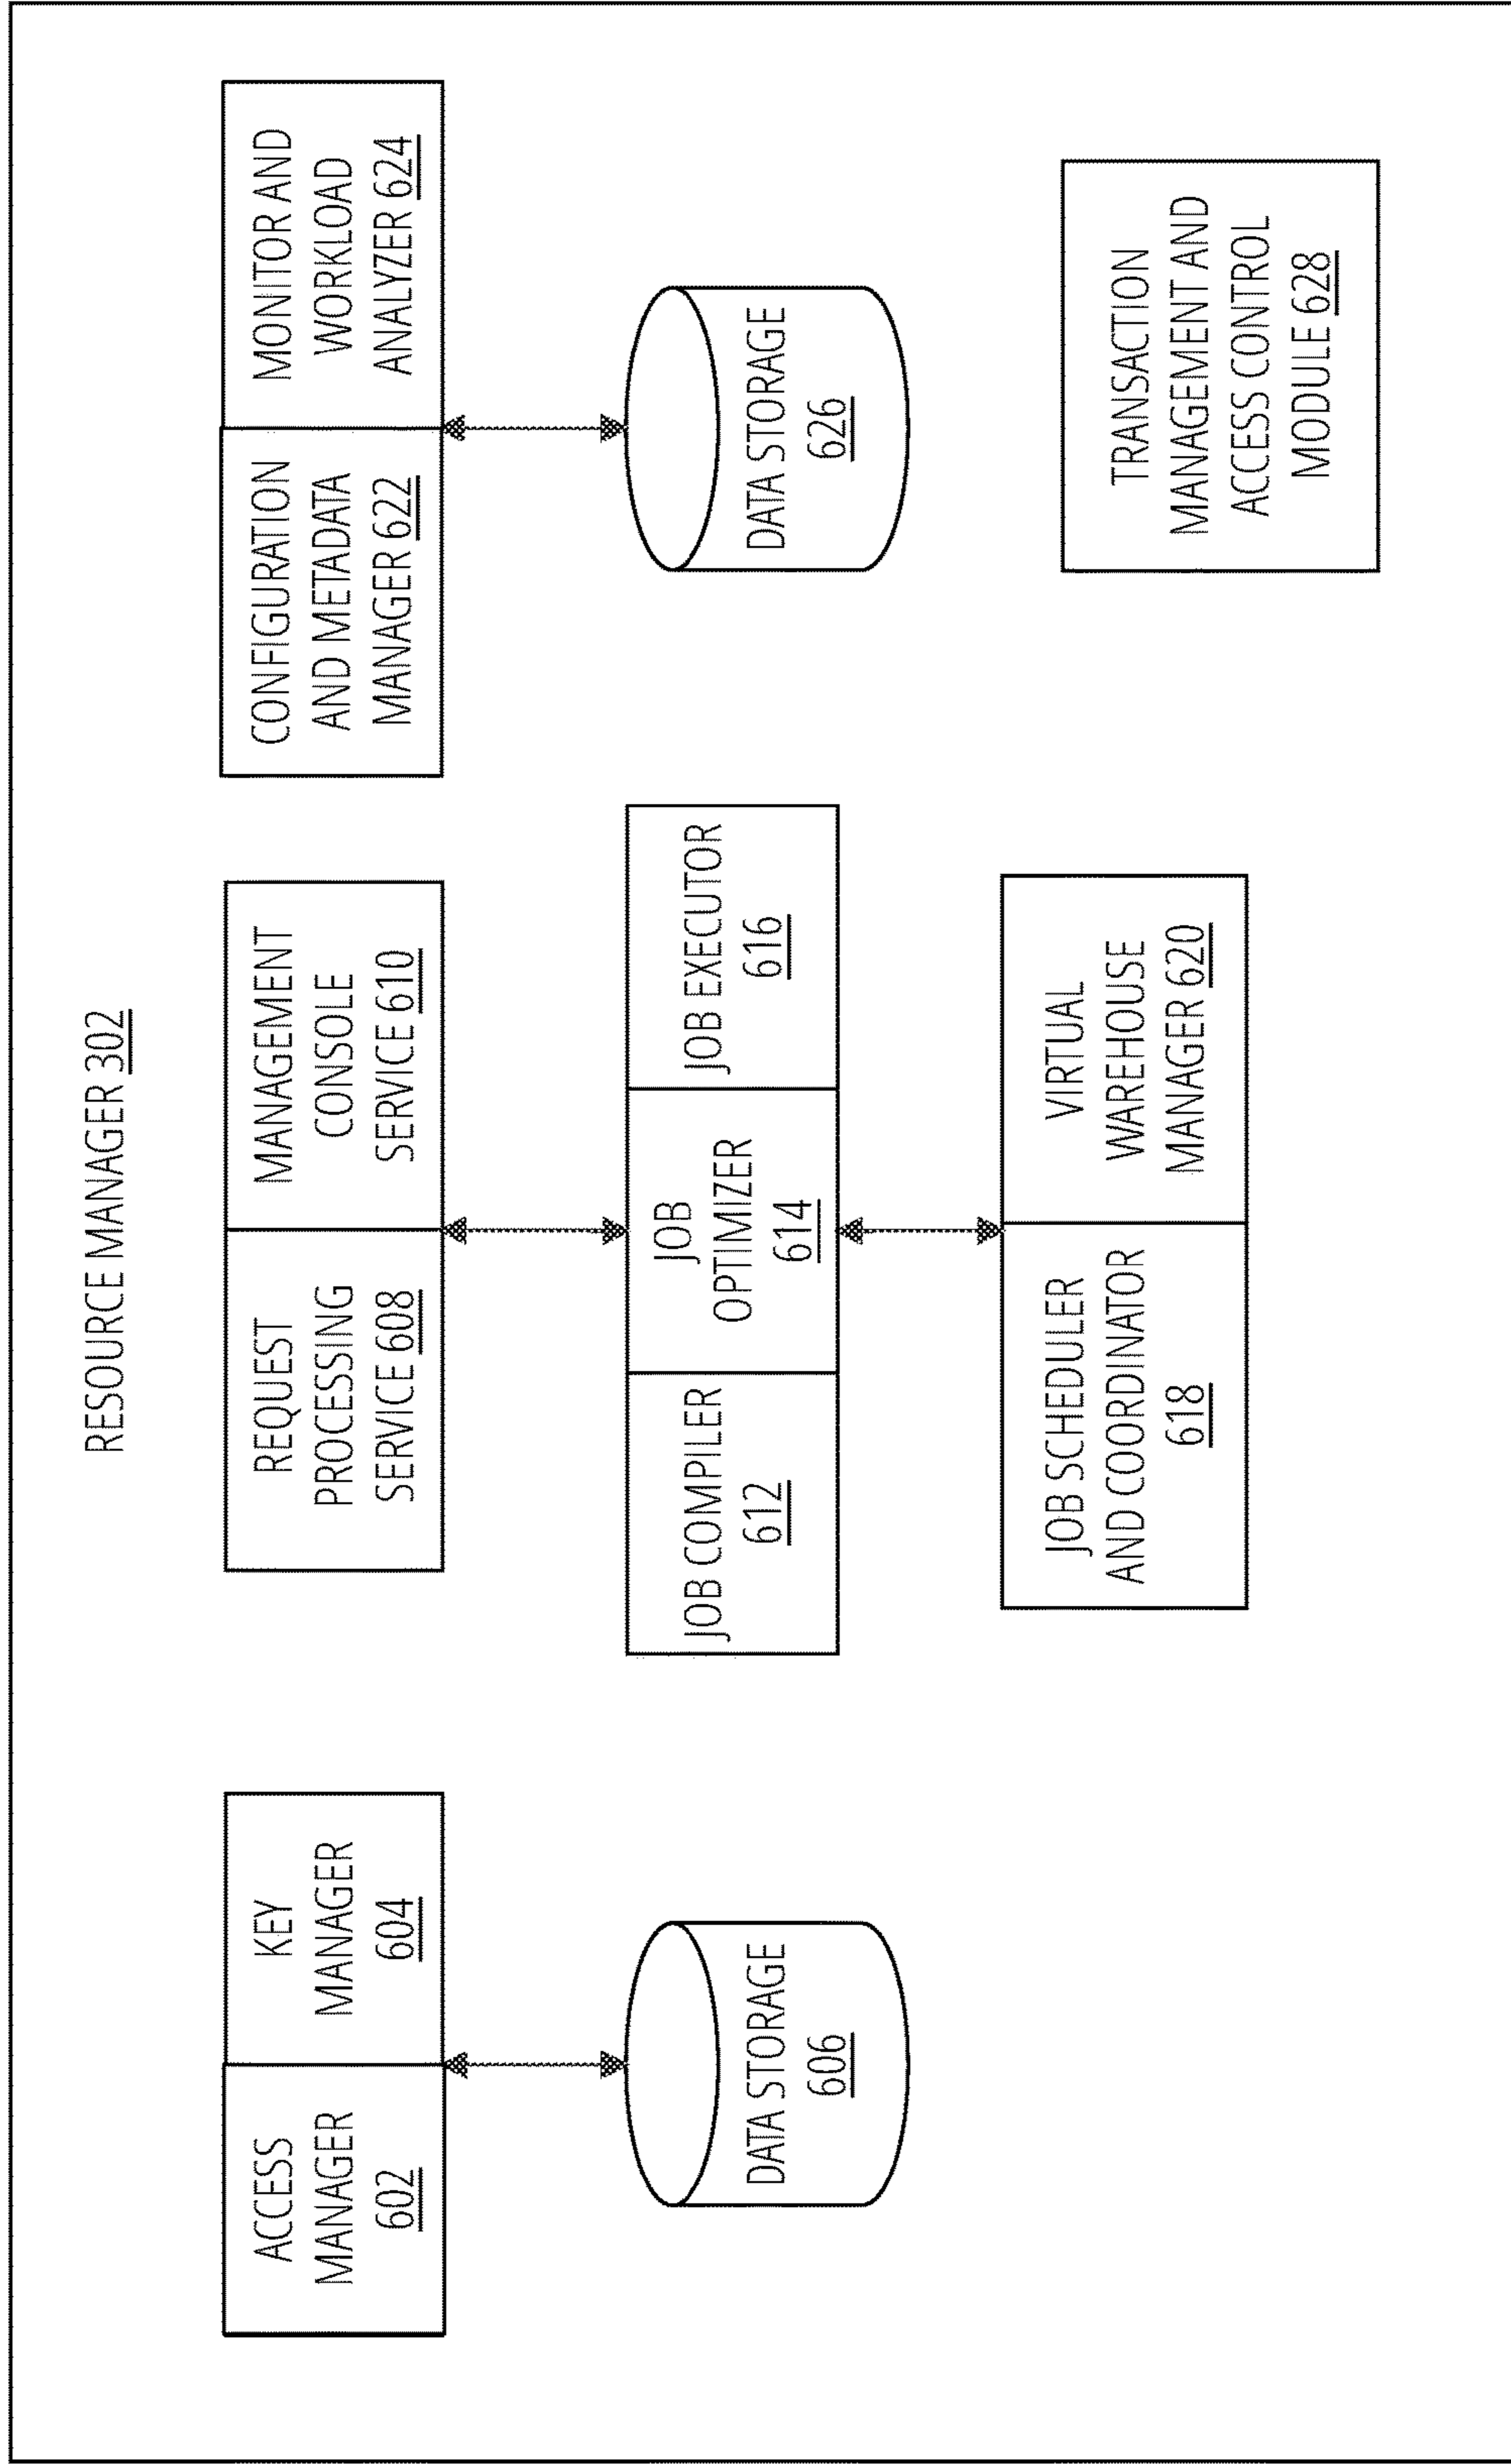 RESOURCE MANAGER 302
ACCESS
MANAGER
602
KEY
MANAGER
604
DATA STORAGE
606
REQUEST
PROCESSING
SERVICE 608
MANAGEMENT
CONSOLE
SERVICE 610
JOB COMPILER
612
JOB
OPTIMIZER
614
JOB EXECUTOR
616
JOB SCHEDULER
AND COORDINATOR
618
VIRTUAL
WAREHOUSE
MANAGER 620
CONFIGURATION
AND METADATA
MANAGER 622
MONITOR AND
WORKLOAD
ANALYZER 624
DATA STORAGE
626
TRANSACTION
MANAGEMENT AND
ACCESS CONTROL
MODULE 628